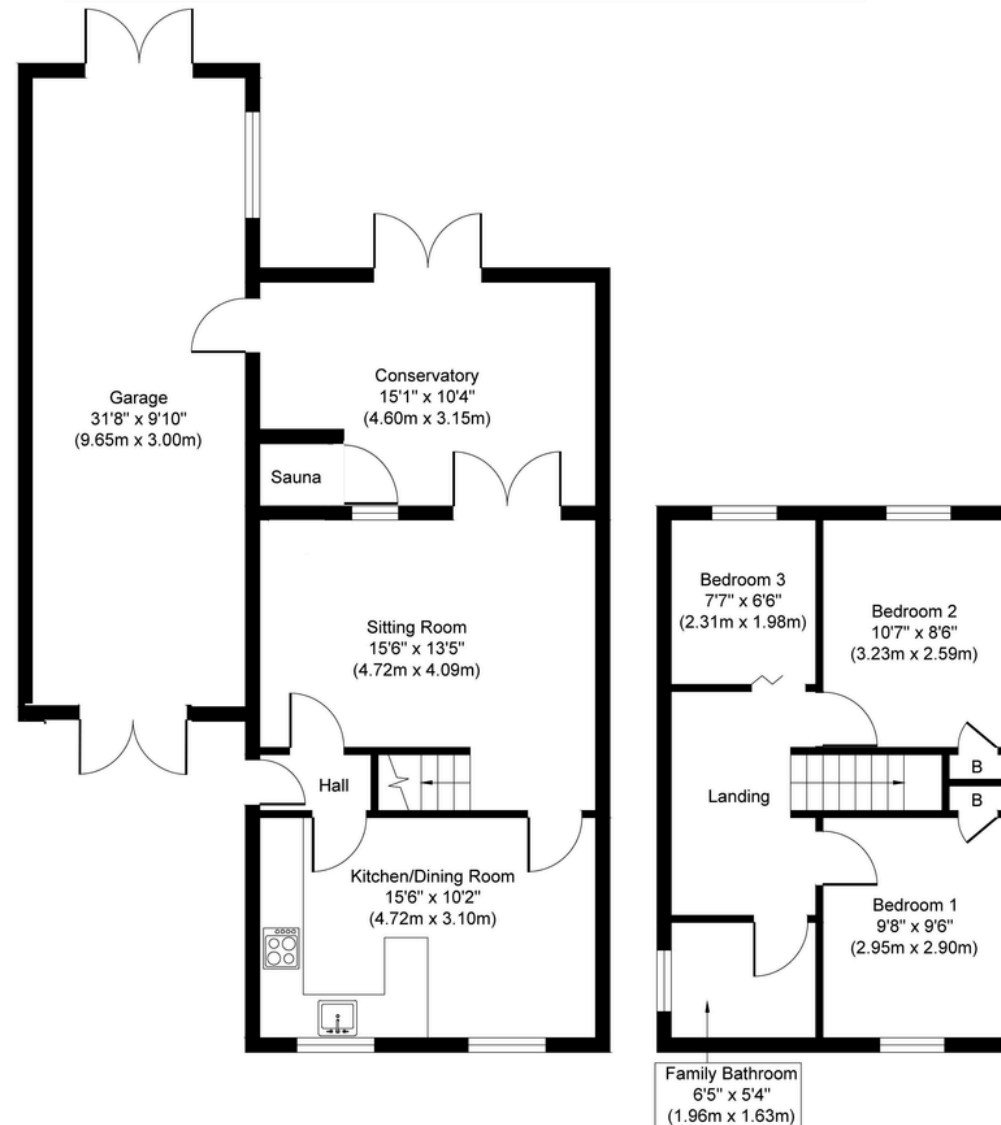 Garage
31'8" x 9'10"
(9.65m x 3.00m)
Conservatory
15'1" x 10'4"
(4.60m x 3.15m)
Sauna
Sitting Room
15'6" x 13'5"
(4.72m x 4.09m)
Hall
Kitchen/Dining Room
15'6" x 10'2"
(4.72m x 3.10m)
Bedroom 3
7'7" x 6'6"
(2.31m x 1.98m)
Bedroom 2
10'7" x 8'6"
(3.23m x 2.59m)
B
B
Landing
Bedroom 1
9'8" x 9'6"
(2.95m x 2.90m)
Family Bathroom
6'5" x 5'4"
(1.96m x 1.63m)